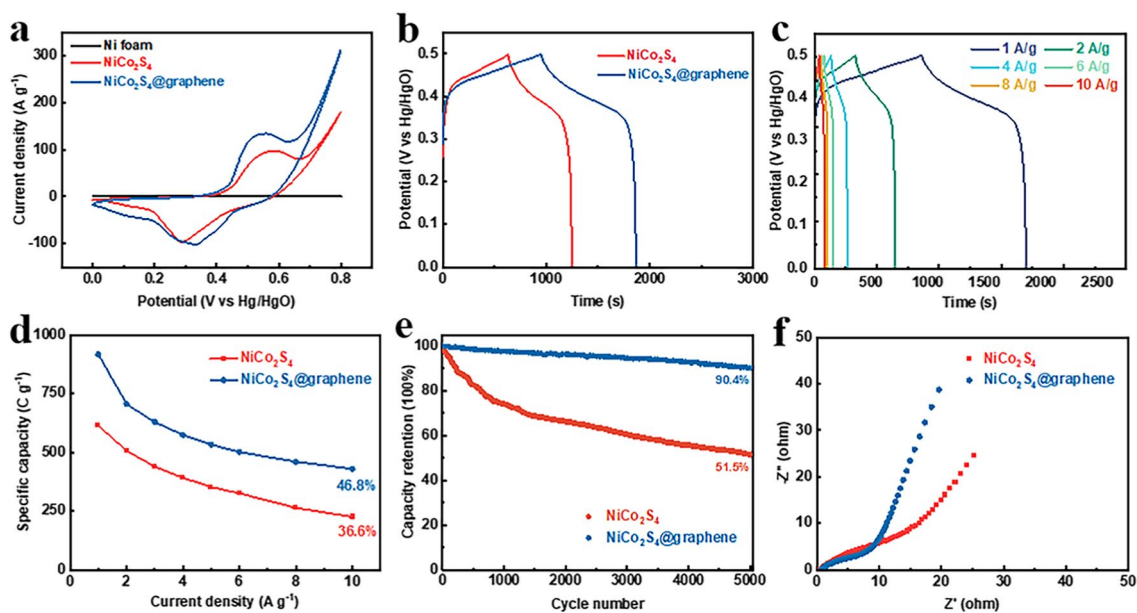 a
Ni foam
NiCo2S4
NiCo2S4@graphene
300
200
100
0
-100
Current density (A g-1)
0.0 0.2 0.4 0.6 0.8
Potential (V vs Hg/HgO)
b
NiCo2S4
NiCo2S4@graphene
0.5
0.4
0.3
0.2
0.1
0.0
Potential (V vs Hg/HgO)
0 1000 1500 2000 3000
Time (s)
c
1 A/g 2 A/g
4 A/g 6 A/g
8 A/g 10 A/g
0.5
0.4
0.3
0.2
0.1
0.0
Potential (V vs Hg/HgO)
0 500 1000 1500 2000 2500
Time (s)
d
NiCo2S4
NiCo2S4@graphene
1000
750
500
250
0
Specific capacity (C g-1)
46.8%
36.6%
0 2 4 6 8 10
Current density (A g-1)
e
100
80
60
40
20
0
Capacity retention (100%)
90.4%
51.5%
NiCo2S4
NiCo2S4@graphene
0 500 1000 2000 3000 4000 5000
Cycle number
f
NiCo2S4
NiCo2S4@graphene
50
40
30
20
10
0
Z'' (ohm)
0 10 20 30 40 50
Z' (ohm)